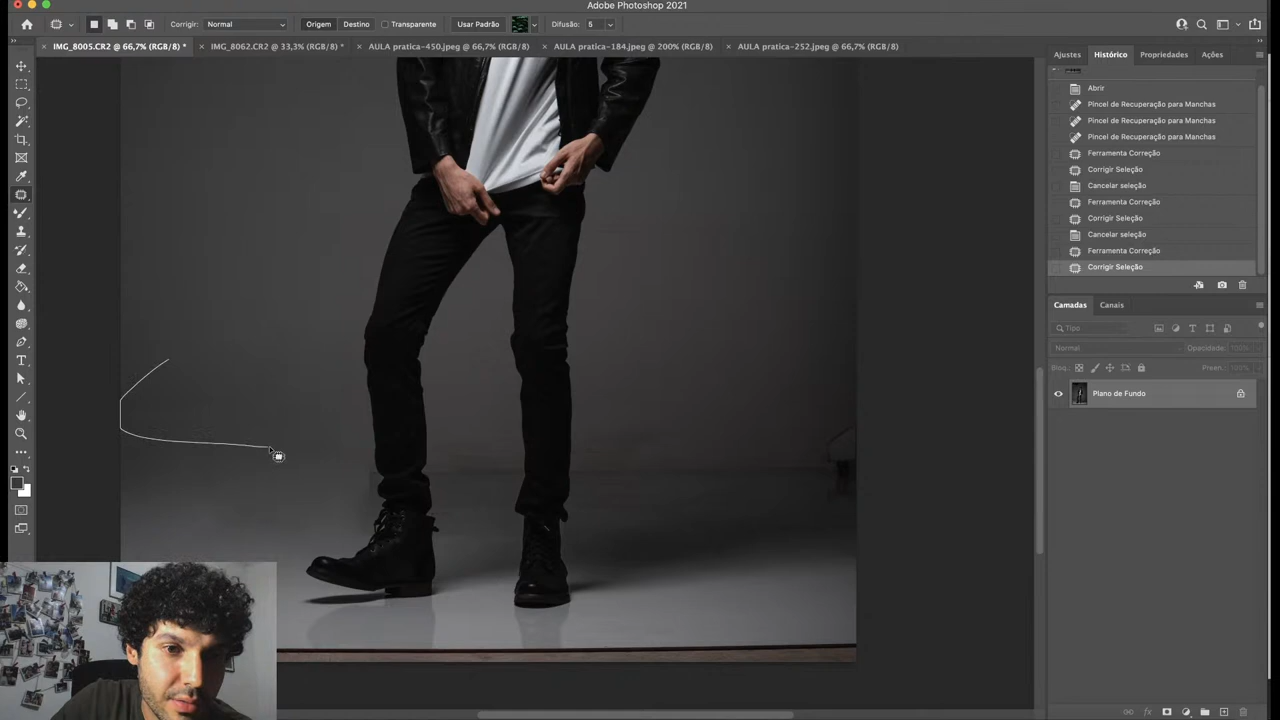 Adobe Photoshop 2021
Corrigir: Normal Origem Destino Transparente Usar Padrão Difusão: 5
IMG_8005.CR2 @ 66,7% (RGB/8) * IMG_8062.CR2 @ 33,3% (RGB/8) * AULA pratica-450.jpeg @ 66,7% (RGB/8) AULA pratica-184.jpeg @ 200% (RGB/8) AULA pratica-252.jpeg @ 66,7% (RGB/8)
Ajustes Histórico Propriedades Ações
Abrir
Pincel de Recuperação para Manchas
Pincel de Recuperação para Manchas
Pincel de Recuperação para Manchas
Ferramenta Correção
Corrigir Seleção
Cancelar seleção
Ferramenta Correção
Corrigir Seleção
Cancelar seleção
Ferramenta Correção
Corrigir Seleção
Camadas Canais
Tipo
Normal Opacidade: 100%
Bloq.: Preen.: 100%
Plano de Fundo